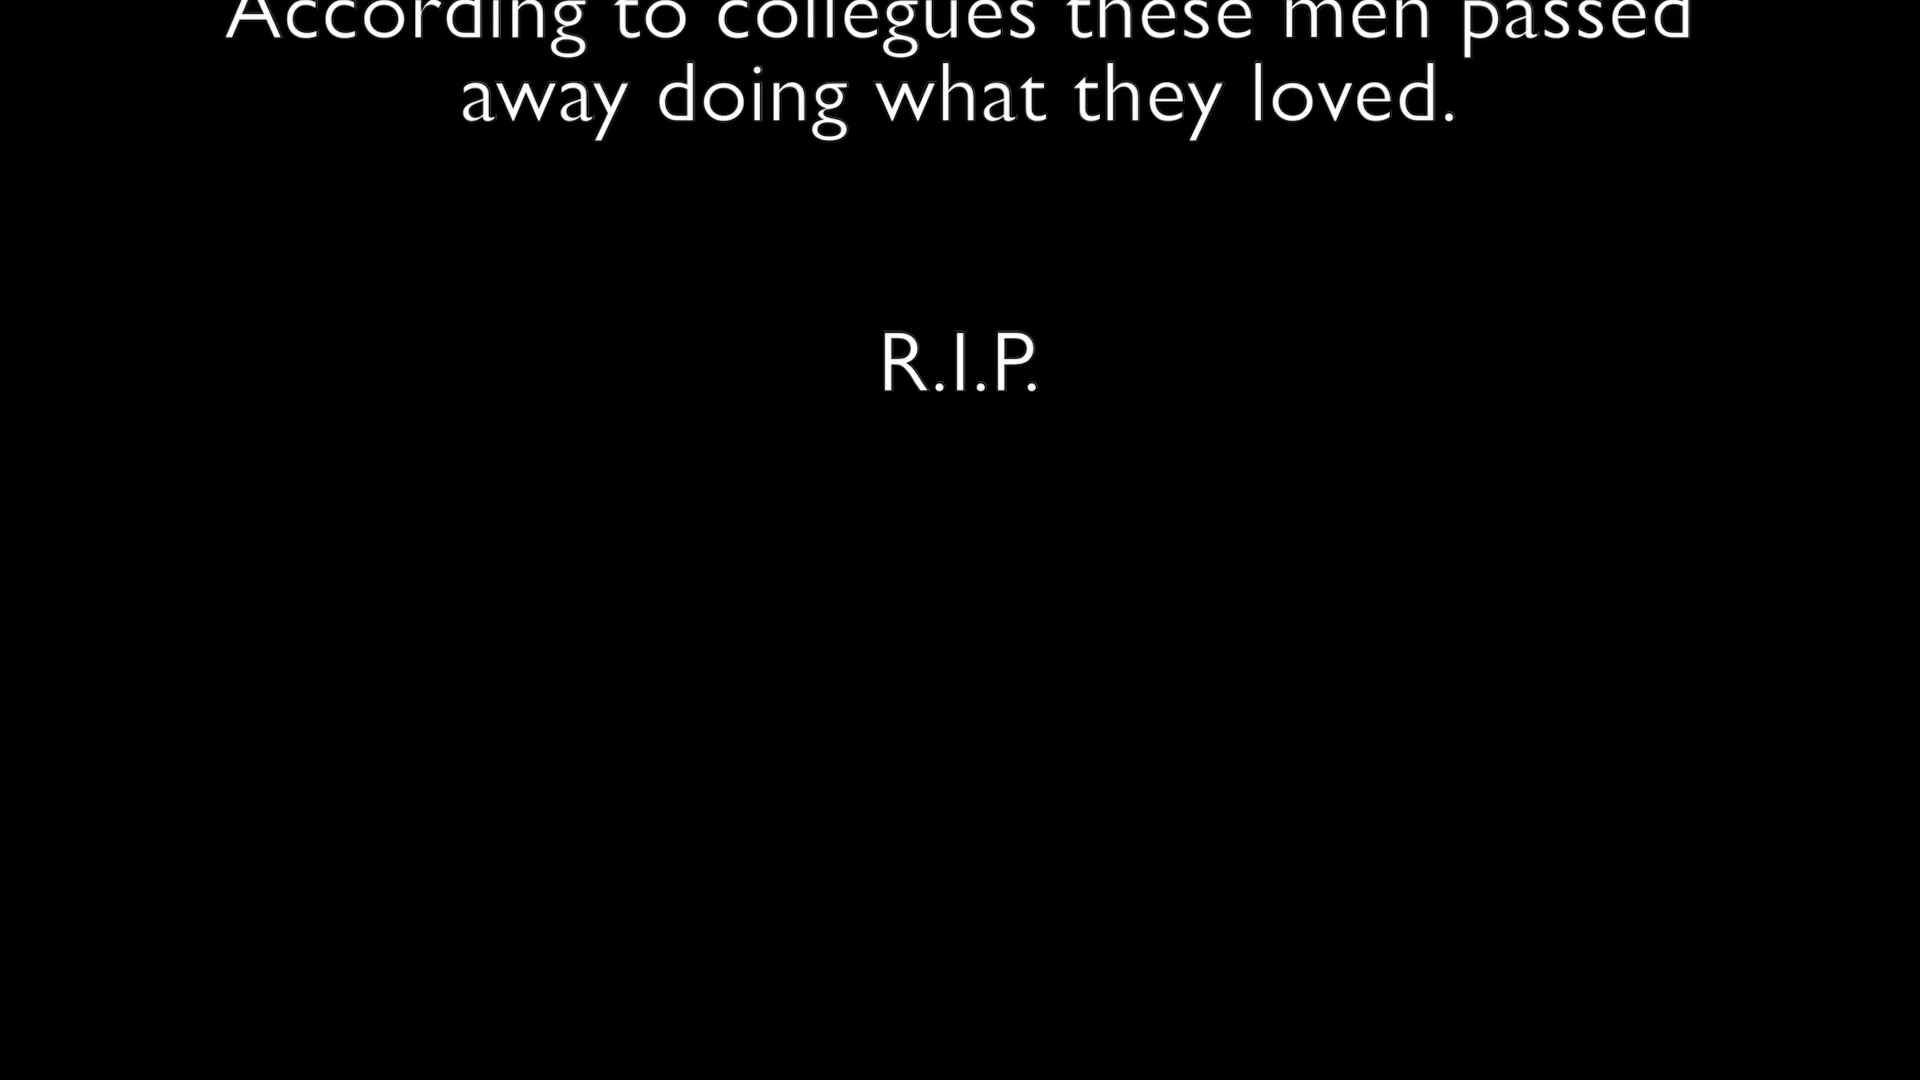 According to collegues these men passed
away doing what they loved.
R.I.P.